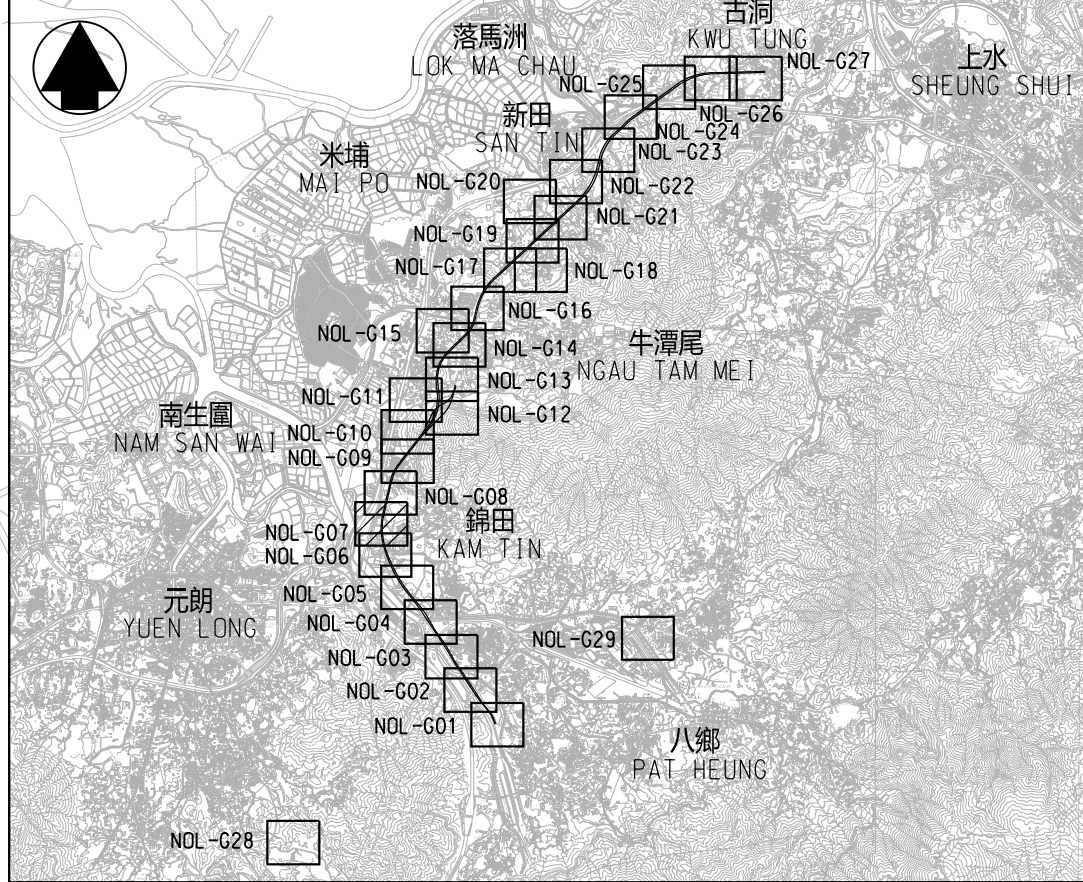 古洞
KWU TUNG
落馬洲
LOK MA CHAU
上水
SHEUNG SHUI
NOL-G27
NOL-G25
NOL-G26
新田
SAN TIN
NOL-G24
NOL-G23
米埔
MAI PO
NOL-G20
NOL-G22
NOL-G21
NOL-G19
NOL-G17
NOL-G18
NOL-G16
NOL-G15
NOL-G14
牛潭尾
NGAU TAM MEI
NOL-G13
NOL-G11
NOL-G12
南生圍
NAM SAN WAI
NOL-G10
NOL-G09
NOL-G08
錦田
KAM TIN
NOL-G07
NOL-G06
NOL-G05
元朗
YUEN LONG
NOL-G04
NOL-G29
NOL-G03
NOL-G02
NOL-G01
八鄉
PAT HEUNG
NOL-G28